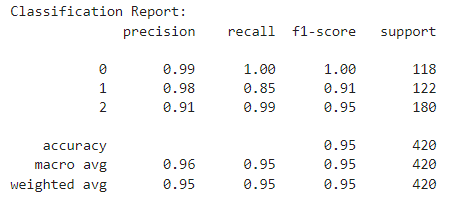 Classification Report:
precision recall f1-score support
0 0.99 1.00 1.00 118
1 0.98 0.85 0.91 122
2 0.91 0.99 0.95 180
accuracy 0.95 420
macro avg 0.96 0.95 0.95 420
weighted avg 0.95 0.95 0.95 420